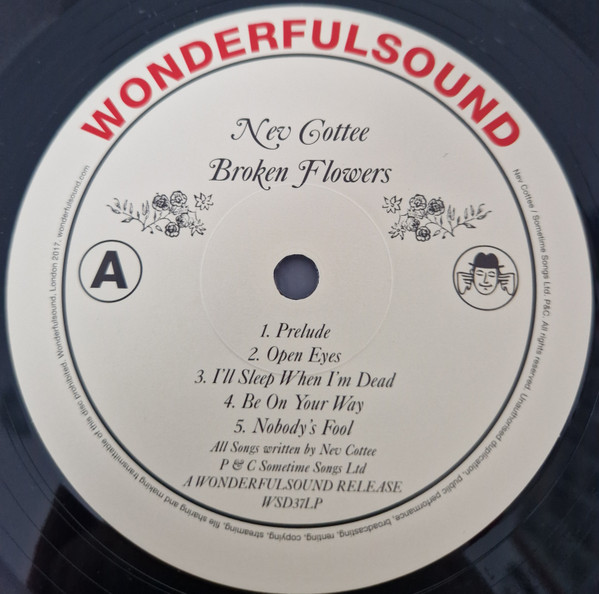 WONDERFULSOUND
Nev Cottee
Broken Flowers
A
1. Prelude
2. Open Eyes
3. I'll Sleep When I'm Dead
4. Be On Your Way
5. Nobody's Fool
All Songs written by Nev Cottee
P & C Sometime Songs Ltd
A WONDERFULSOUND RELEASE
WSD37LP
Nev Cottee / Sometime Songs Ltd. P&C. All rights reserved. Unauthorised duplication, public performance, broadcasting, renting, copying, streaming, file sharing and making transmittable of this disc prohibited. Wonderfulsound, London 2017. wonderfulsound.com